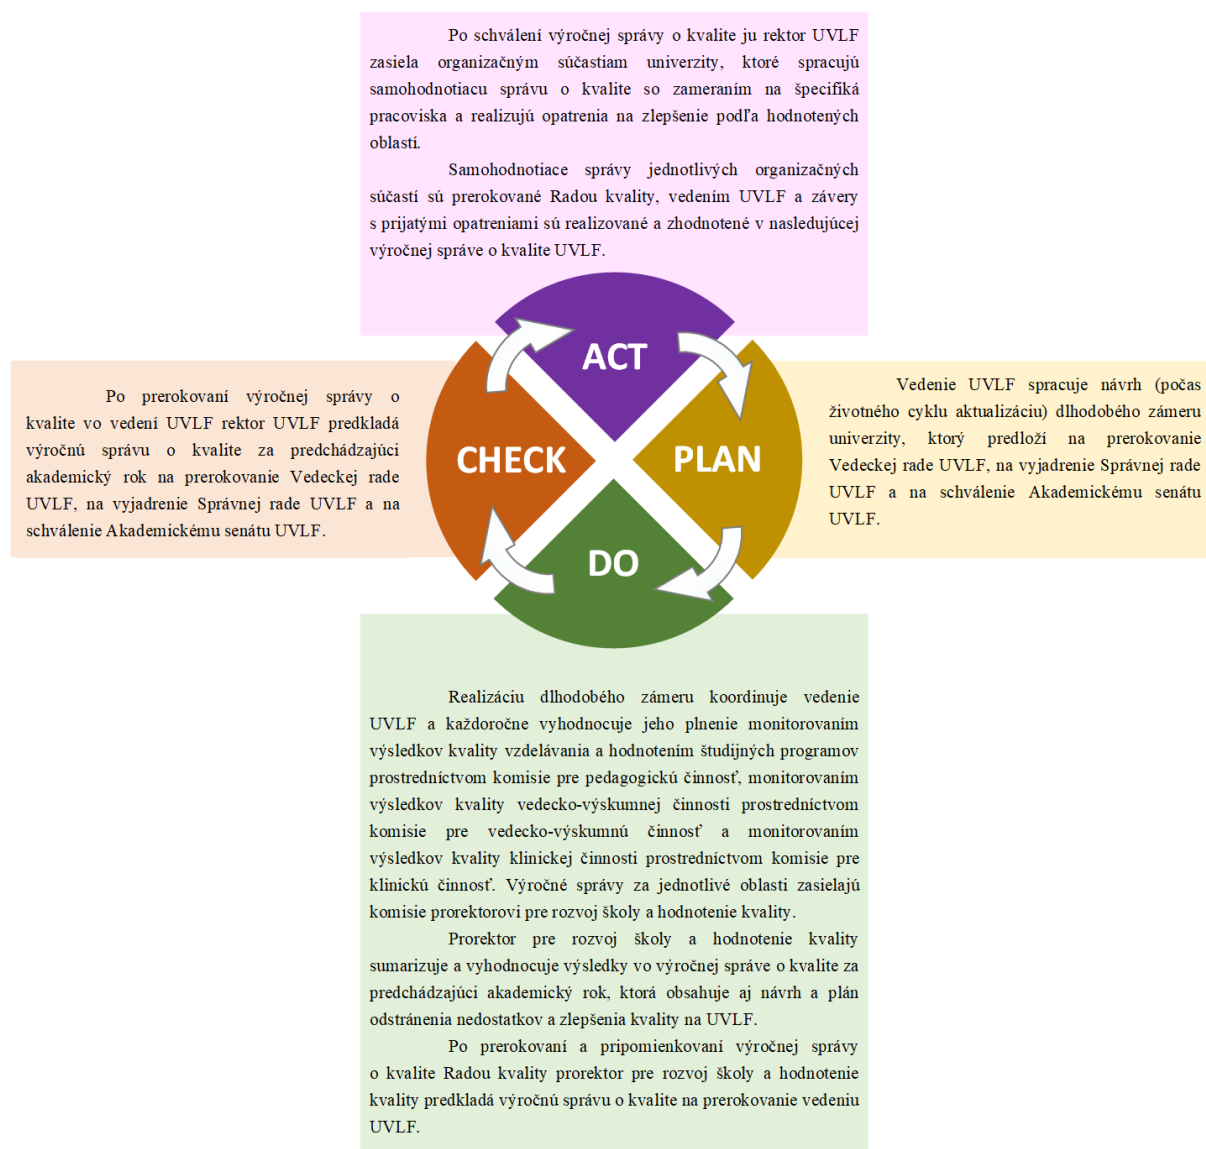 Po schválení výročnej správy o kvalite ju rektor UVLF
zasiela organizačným súčastiam univerzity, ktoré spracujú
samohodnotiacu správu o kvalite so zameraním na špecifiká
pracoviska a realizujú opatrenia na zlepšenie podľa hodnotených
oblastí.
Samohodnotiace správy jednotlivých organizačných
súčastí sú prerokované Radou kvality, vedením UVLF a závery
s prijatými opatreniami sú realizované a zhodnotené v nasledujúcej
výročnej správe o kvalite UVLF.
ACT
Po prerokovaní výročnej správy o
kvalite vo vedení UVLF rektor UVLF predkladá
výročnú správu o kvalite za predchádzajúci
akademický rok na prerokovanie Vedeckej rade
UVLF, na vyjadrenie Správnej rade UVLF a na
schválenie Akademickému senátu UVLF.
CHECK
PLAN
Vedenie UVLF spracuje návrh (počas
životného cyklu aktualizáciu) dlhodobého zámeru
univerzity, ktorý predloží na prerokovanie
Vedeckej rade UVLF, na vyjadrenie Správnej rade
UVLF a na schválenie Akademickému senátu
UVLF.
DO
Realizáciu dlhodobého zámeru koordinuje vedenie
UVLF a každoročne vyhodnocuje jeho plnenie monitorovaním
výsledkov kvality vzdelávania a hodnotením študijných programov
prostredníctvom komisie pre pedagogickú činnosť, monitorovaním
výsledkov kvality vedecko-výskumnej činnosti prostredníctvom
komisie pre vedecko-výskumnú činnosť a monitorovaním
výsledkov kvality klinickej činnosti prostredníctvom komisie pre
klinickú činnosť. Výročné správy za jednotlivé oblasti zasielajú
komisie prorektorovi pre rozvoj školy a hodnotenie kvality.
Prorektor pre rozvoj školy a hodnotenie kvality
sumarizuje a vyhodnocuje výsledky vo výročnej správe o kvalite za
predchádzajúci akademický rok, ktorá obsahuje aj návrh a plán
odstránenia nedostatkov a zlepšenia kvality na UVLF.
Po prerokovaní a pripomienkovaní výročnej správy
o kvalite Radou kvality prorektor pre rozvoj školy a hodnotenie
kvality predkladá výročnú správu o kvalite na prerokovanie vedeniu
UVLF.